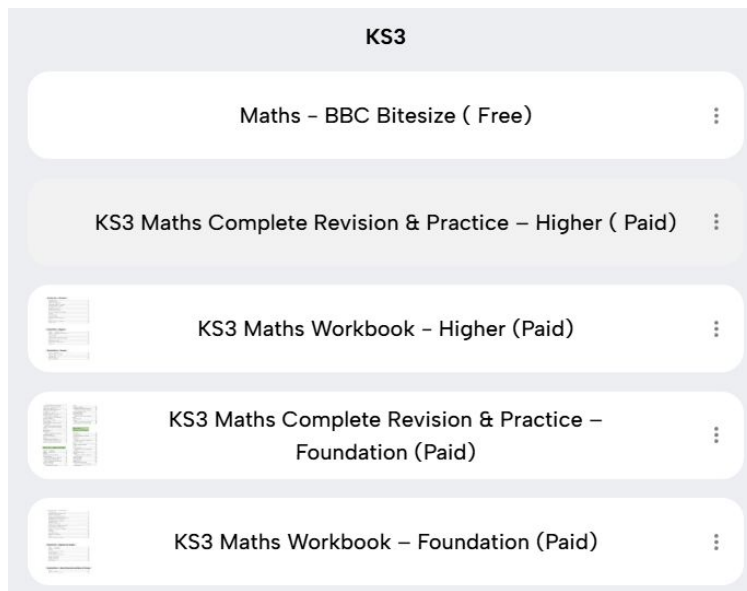 KS3
Maths - BBC Bitesize ( Free)
KS3 Maths Complete Revision & Practice – Higher ( Paid)
KS3 Maths Workbook - Higher (Paid)
KS3 Maths Complete Revision & Practice –
Foundation (Paid)
KS3 Maths Workbook – Foundation (Paid)